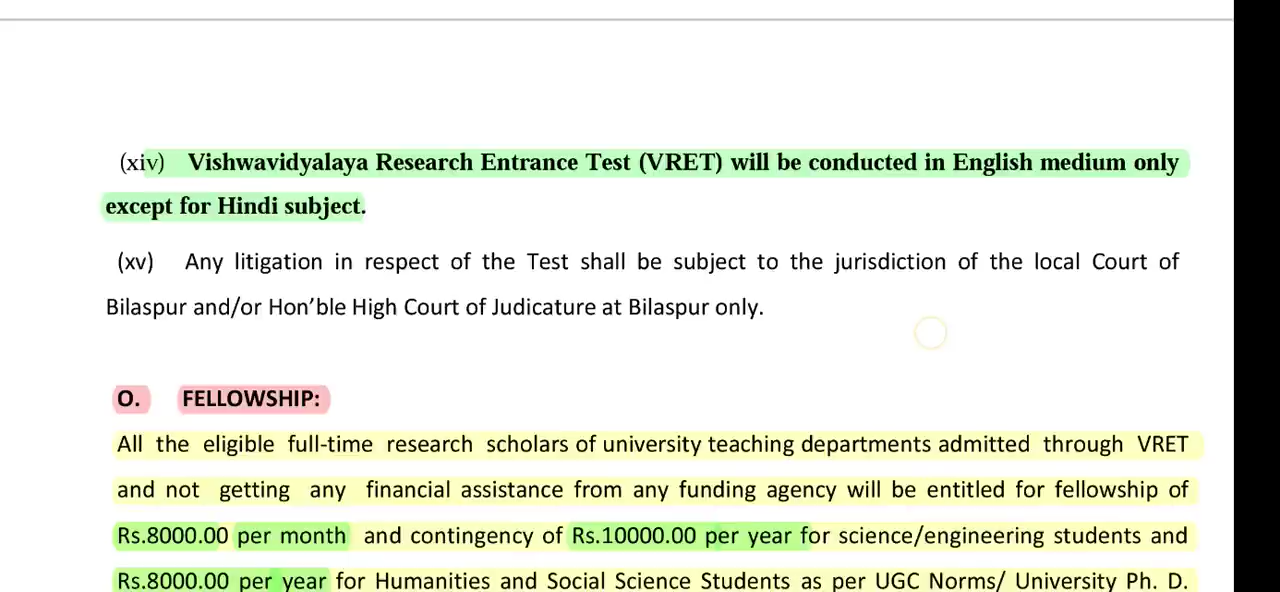 (xiv) Vishwavidyalaya Research Entrance Test (VRET) will be conducted in English medium only
except for Hindi subject.
(xv) Any litigation in respect of the Test shall be subject to the jurisdiction of the local Court of
Bilaspur and/or Hon’ble High Court of Judicature at Bilaspur only.
O. FELLOWSHIP:
All the eligible full-time research scholars of university teaching departments admitted through VRET
and not getting any financial assistance from any funding agency will be entitled for fellowship of
Rs.8000.00 per month and contingency of Rs.10000.00 per year for science/engineering students and
Rs.8000.00 per year for Humanities and Social Science Students as per UGC Norms/ University Ph. D.